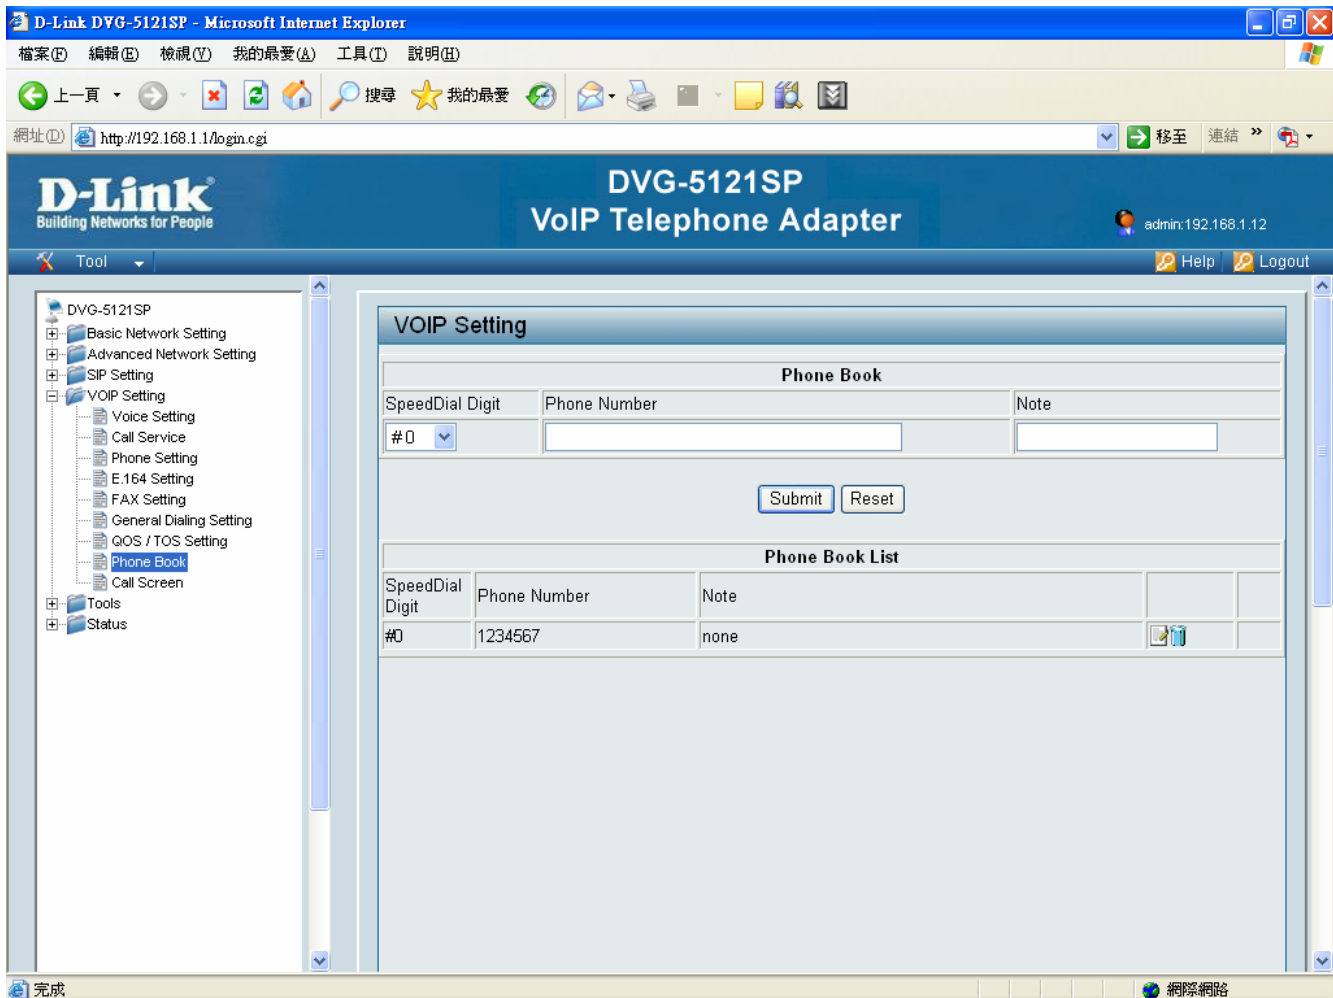 D-Link DVG-5121SP - Microsoft Internet Explorer
檔案(F) 編輯(E) 檢視(V) 我的最愛(A) 工具(T) 說明(H)
上一頁 搜尋 我的最愛
網址(D) http://192.168.1.1/login.cgi 移至 連結 »
D-Link®
Building Networks for People
DVG-5121SP
VoIP Telephone Adapter
admin:192.168.1.12
Tool Help Logout
DVG-5121SP
Basic Network Setting
Advanced Network Setting
SIP Setting
VOIP Setting
Voice Setting
Call Service
Phone Setting
E.164 Setting
FAX Setting
General Dialing Setting
QOS / TOS Setting
Phone Book
Call Screen
Tools
Status
VOIP Setting
Phone Book
SpeedDial Digit Phone Number Note
#0
Submit Reset
Phone Book List
SpeedDial Digit Phone Number Note
#0 1234567 none
完成 網際網路